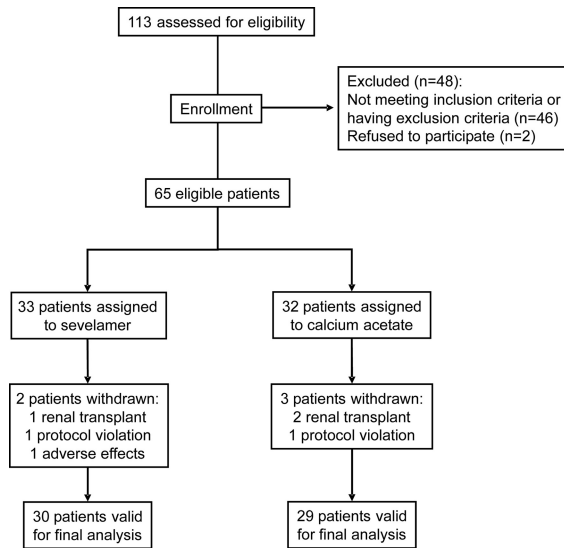 113 assessed for eligibility
Enrollment
Excluded (n=48):
Not meeting inclusion criteria or
having exclusion criteria (n=46)
Refused to participate (n=2)
65 eligible patients
33 patients assigned
to sevelamer
32 patients assigned
to calcium acetate
2 patients withdrawn:
1 renal transplant
1 protocol violation
1 adverse effects
3 patients withdrawn:
2 renal transplant
1 protocol violation
30 patients valid
for final analysis
29 patients valid
for final analysis